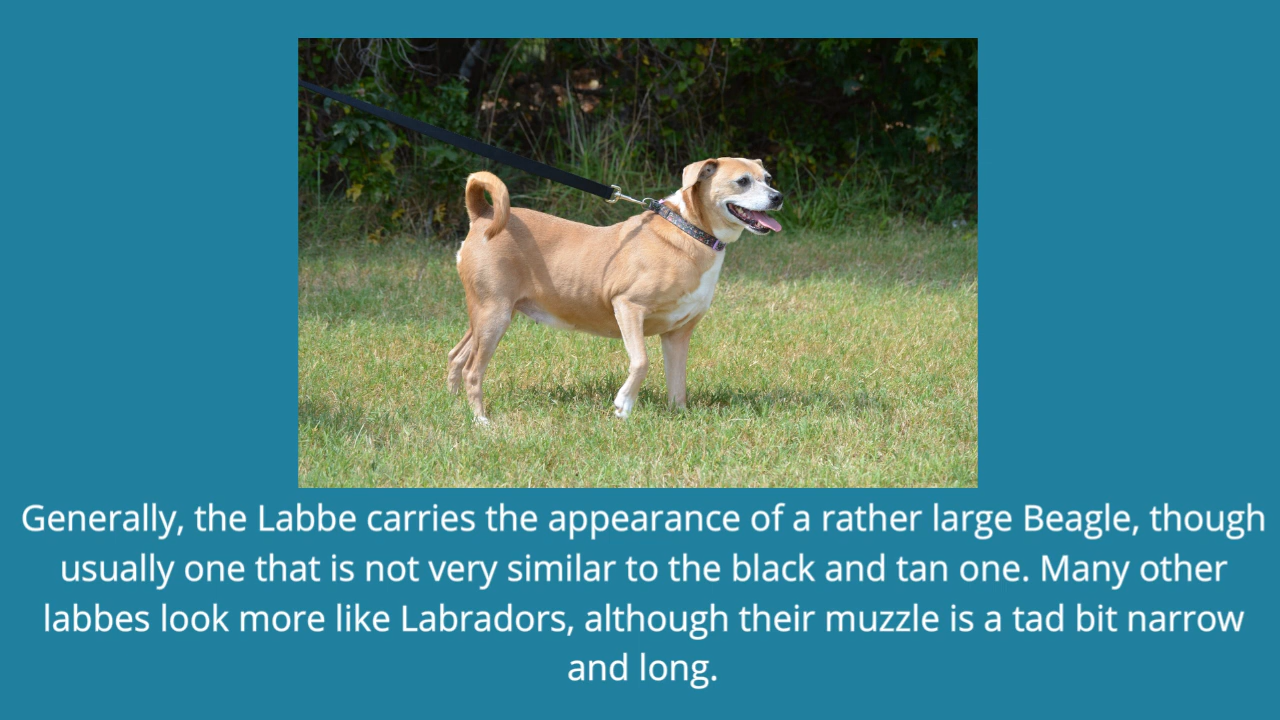 Generally, the Labbe carries the appearance of a rather large Beagle, though
usually one that is not very similar to the black and tan one. Many other
labbes look more like Labradors, although their muzzle is a tad bit narrow
and long.